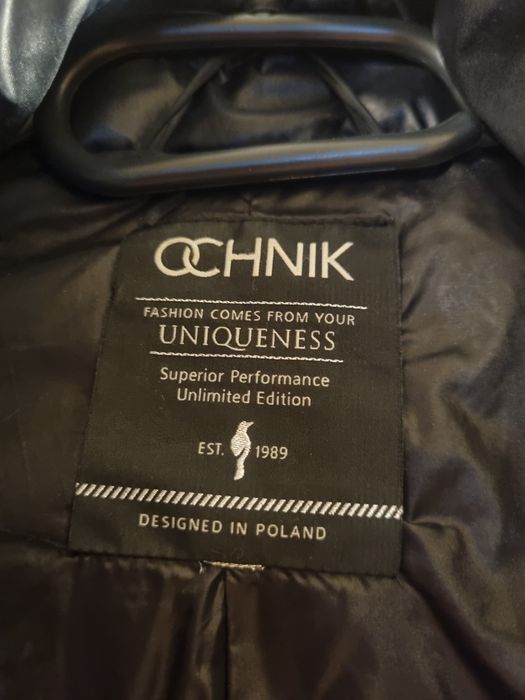 OCHNIK
FASHION COMES FROM YOUR
UNIQUENESS
Superior Performance
Unlimited Edition
EST. 1989
DESIGNED IN POLAND